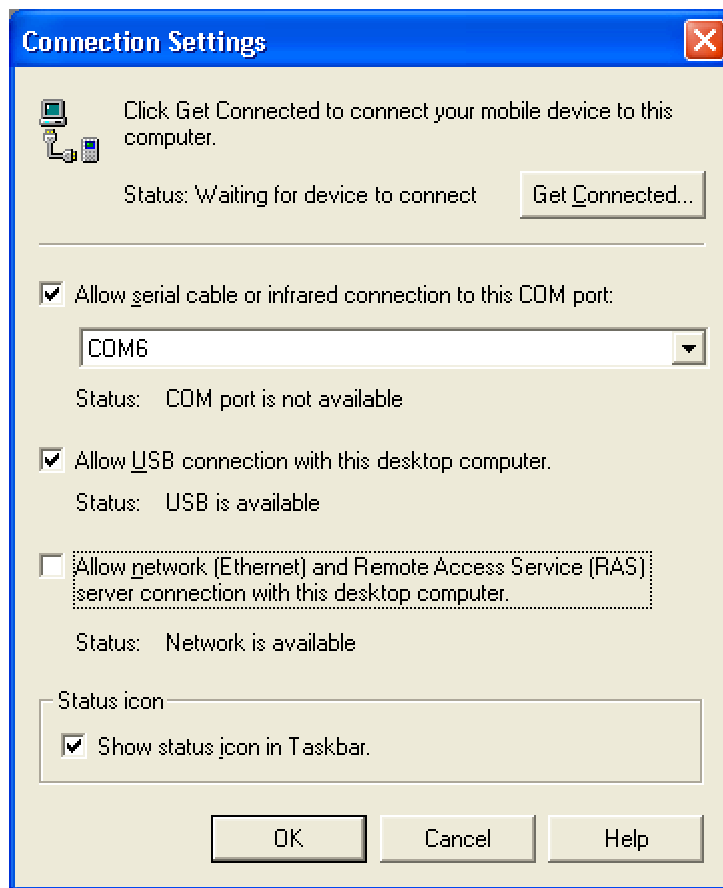 Connection Settings
Click Get Connected to connect your mobile device to this
computer.
Status: Waiting for device to connect
Get Connected...
Allow serial cable or infrared connection to this COM port:
COM6
Status: COM port is not available
Allow USB connection with this desktop computer.
Status: USB is available
Allow network (Ethernet) and Remote Access Service (RAS)
server connection with this desktop computer.
Status: Network is available
Status icon
Show status icon in Taskbar.
OK
Cancel
Help